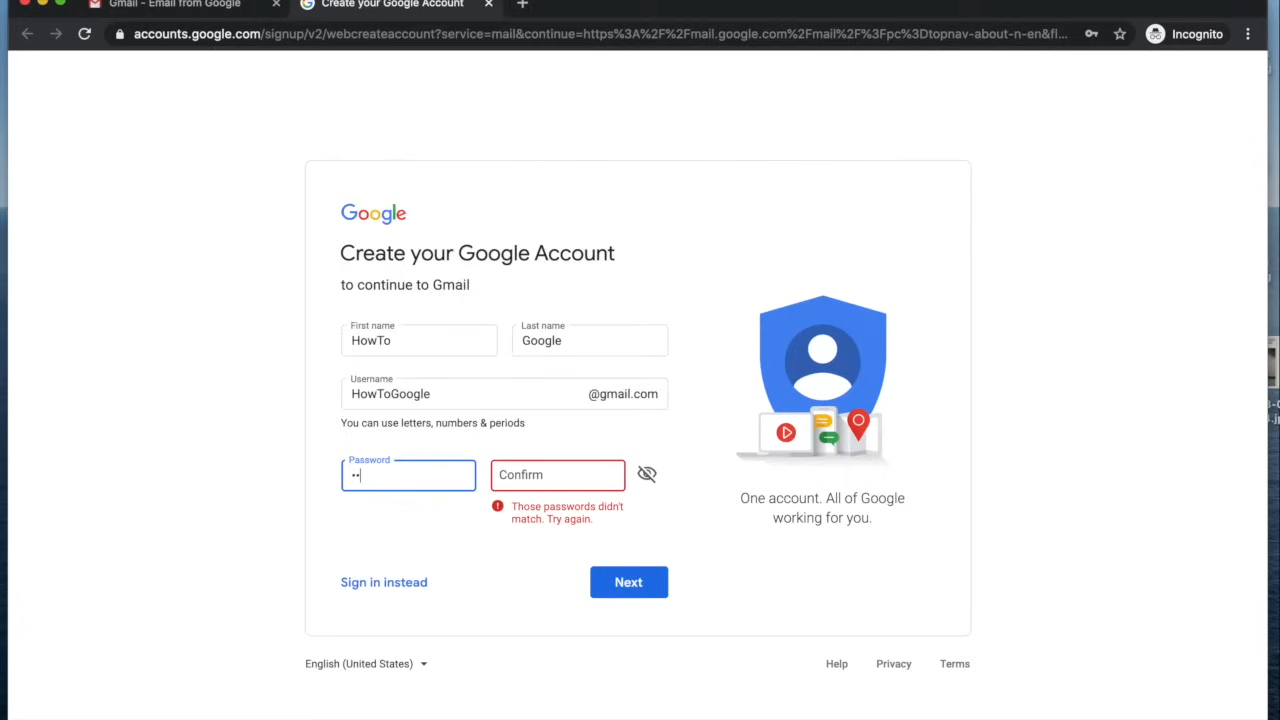 Gmail - Email from Google
Create your Google Account
accounts.google.com/signup/v2/webcreateaccount?service=mail&continue=https%3A%2F%2Fmail.google.com%2Fmail%2F%3Fpc%3Dtopnav-about-n-en&fl...
Incognito
Google
Create your Google Account
to continue to Gmail
First name
HowTo
Last name
Google
Username
HowToGoogle
@gmail.com
You can use letters, numbers & periods
Password
••
Confirm
Those passwords didn't
match. Try again.
Sign in instead
Next
One account. All of Google
working for you.
English (United States)
Help
Privacy
Terms